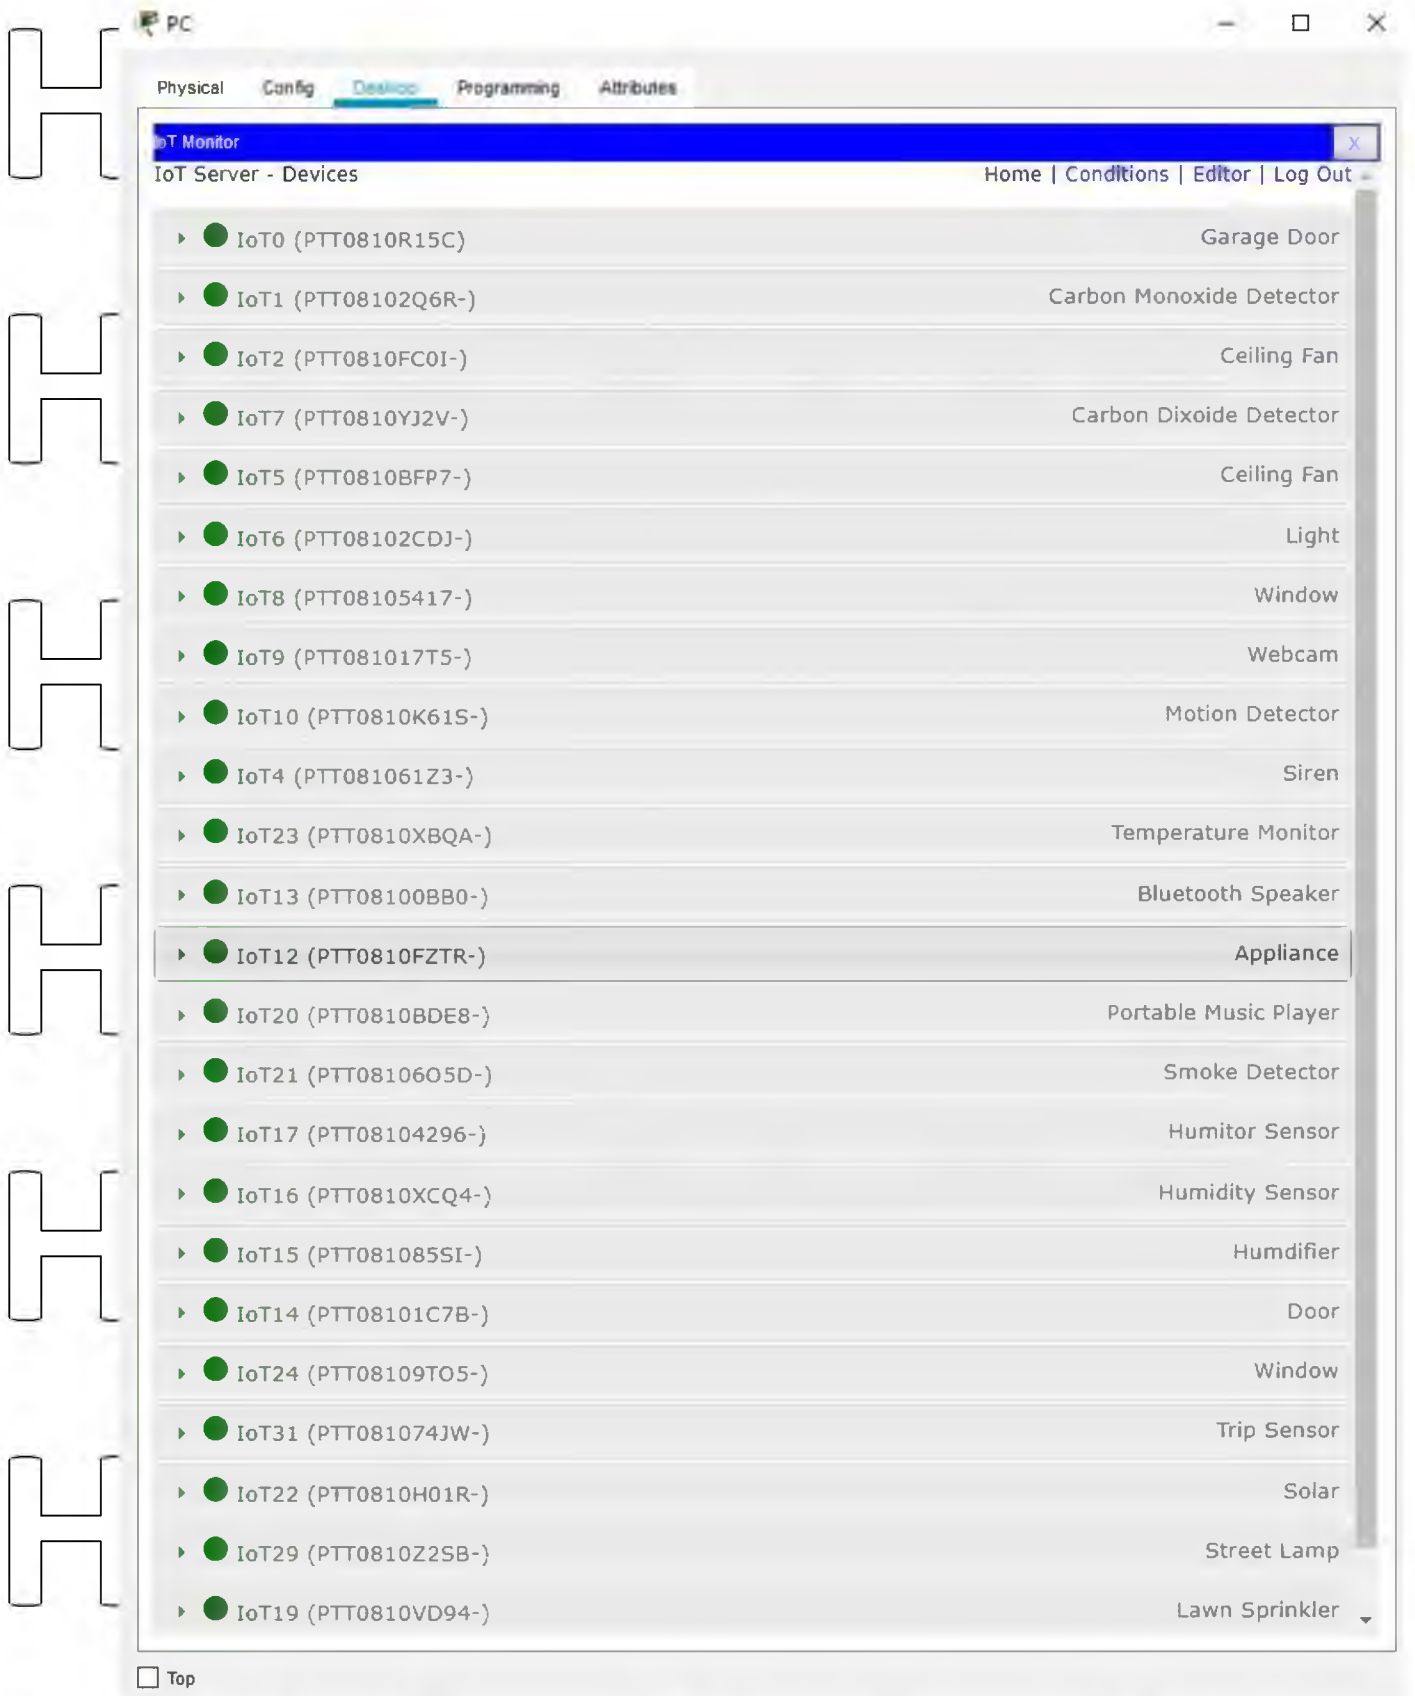 PC
Physical Config Desktop Programming Attributes
IoT Monitor X
IoT Server - Devices Home | Conditions | Editor | Log Out
IoT0 (PTT0810R15C) Garage Door
IoT1 (PTT08102Q6R-) Carbon Monoxide Detector
IoT2 (PTT0810FC0I-) Ceiling Fan
IoT7 (PTT0810YJ2V-) Carbon Dixoide Detector
IoT5 (PTT0810BFP7-) Ceiling Fan
IoT6 (PTT08102CDJ-) Light
IoT8 (PTT08105417-) Window
IoT9 (PTT081017T5-) Webcam
IoT10 (PTT0810K61S-) Motion Detector
IoT4 (PTT081061Z3-) Siren
IoT23 (PTT0810XBQA-) Temperature Monitor
IoT13 (PTT08100BB0-) Bluetooth Speaker
IoT12 (PTT0810FZTR-) Appliance
IoT20 (PTT0810BDE8-) Portable Music Player
IoT21 (PTT08106O5D-) Smoke Detector
IoT17 (PTT08104296-) Humitor Sensor
IoT16 (PTT0810XCQ4-) Humidity Sensor
IoT15 (PTT081085SI-) Humdifier
IoT14 (PTT08101C7B-) Door
IoT24 (PTT08109TO5-) Window
IoT31 (PTT081074JW-) Trip Sensor
IoT22 (PTT0810H01R-) Solar
IoT29 (PTT0810Z2SB-) Street Lamp
IoT19 (PTT0810VD94-) Lawn Sprinkler
Top